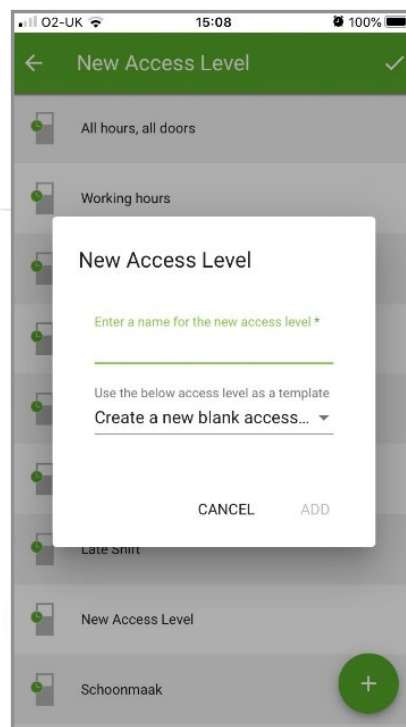 O2-UK 15:08 100%
New Access Level
All hours, all doors
Working hours
New Access Level
Enter a name for the new access level *
Use the below access level as a template
Create a new blank access...
CANCEL ADD
Late Shift
New Access Level
Schoonmaak